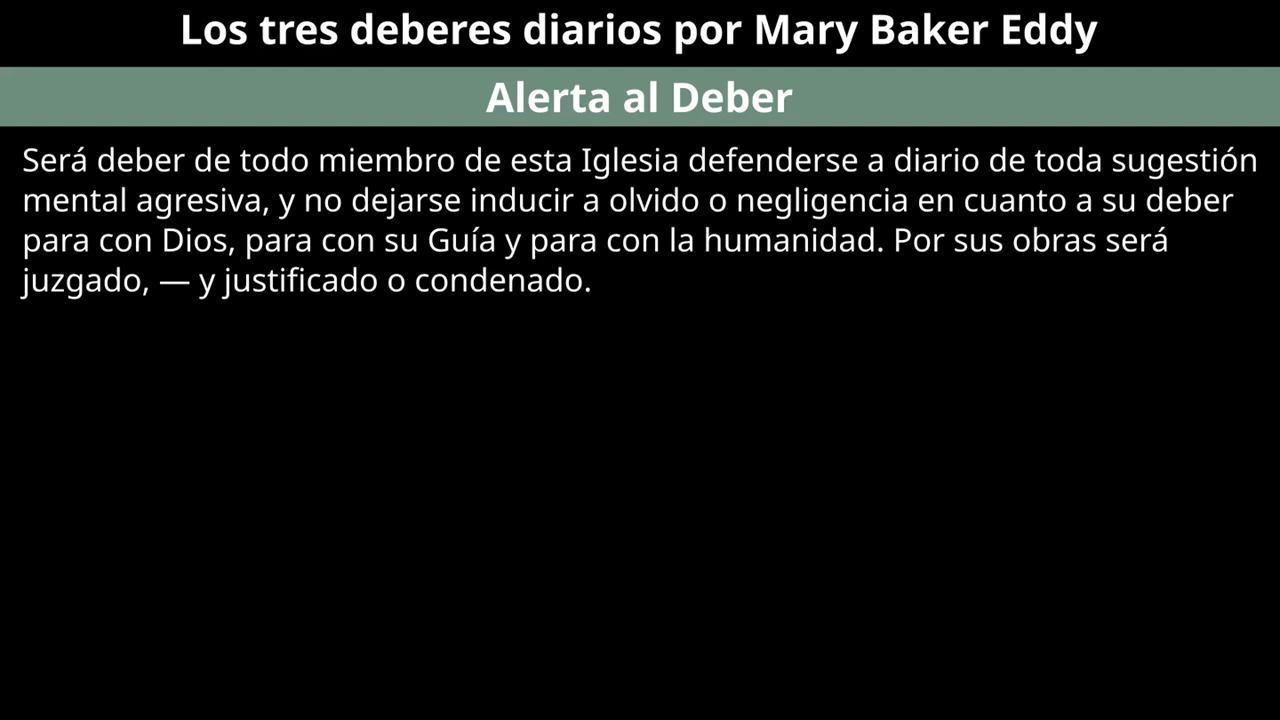 Los tres deberes diarios por Mary Baker Eddy
Alerta al Deber
Será deber de todo miembro de esta Iglesia defenderse a diario de toda sugestión
mental agresiva, y no dejarse inducir a olvido o negligencia en cuanto a su deber
para con Dios, para con su Guía y para con la humanidad. Por sus obras será
juzgado, — y justificado o condenado.